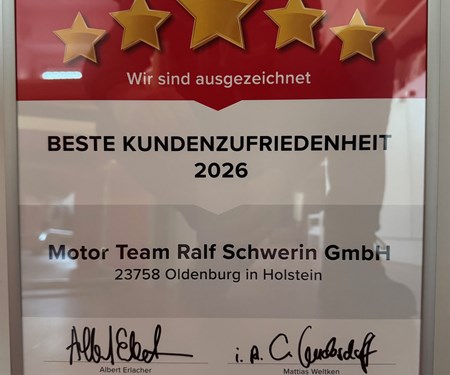 Wir sind ausgezeichnet
BESTE KUNDENZUFRIEDENHEIT
2026
Motor Team Ralf Schwerin GmbH
23758 Oldenburg in Holstein
i. A.
Albert Erlacher
Mattias Weltken